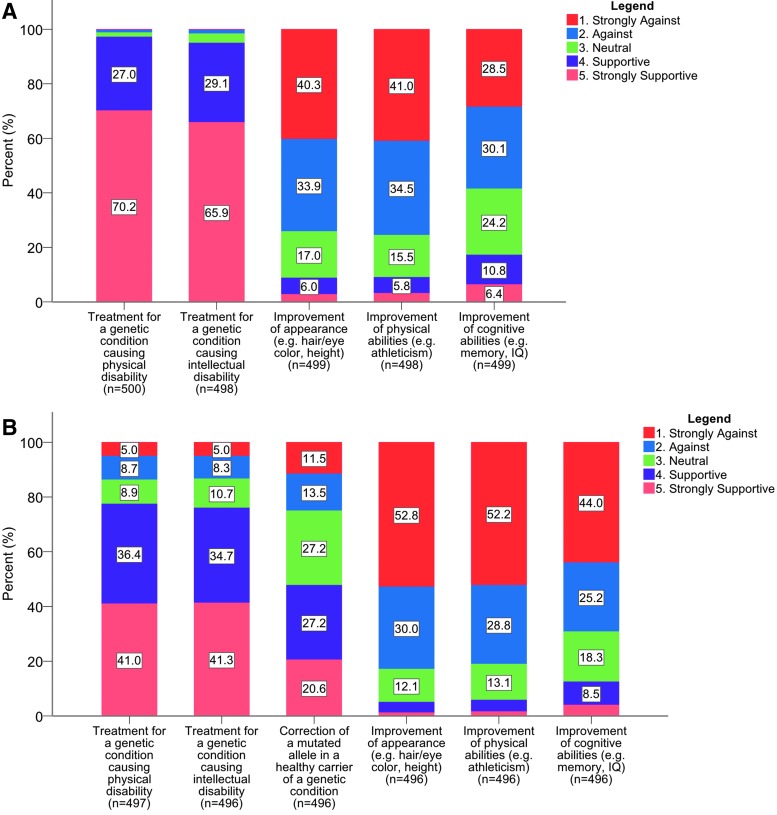 A
Legend
1. Strongly Against
2. Against
3. Neutral
4. Supportive
5. Strongly Supportive
Percent (%)
100
80
60
40
20
0
27.0
70.2
29.1
65.9
40.3
33.9
17.0
6.0
41.0
34.5
15.5
5.8
28.5
30.1
24.2
10.8
6.4
Treatment for
a genetic
condition
causing
physical
disability
(n=500)
Treatment for
a genetic
condition
causing
intellectual
disability
(n=498)
Improvement
of appearance
(e.g. hair/eye
color, height)
(n=499)
Improvement
of physical
abilities (e.g.
athleticism)
(n=498)
Improvement
of cognitive
abilities (e.g.
memory, IQ)
(n=499)
B
Legend
1. Strongly Against
2. Against
3. Neutral
4. Supportive
5. Strongly Supportive
Percent (%)
100
80
60
40
20
0
5.0
8.7
8.9
36.4
41.0
5.0
8.3
10.7
34.7
41.3
11.5
13.5
27.2
27.2
20.6
52.8
30.0
12.1
52.2
28.8
13.1
44.0
25.2
18.3
8.5
Treatment for
a genetic
condition
causing
physical
disability
(n=497)
Treatment for
a genetic
condition
causing
intellectual
disability
(n=496)
Correction of
a mutated
allele in a
healthy carrier
of a genetic
condition
(n=496)
Improvement
of appearance
(e.g. hair/eye
color, height)
(n=496)
Improvement
of physical
abilities (e.g.
athleticism)
(n=496)
Improvement
of cognitive
abilities (e.g.
memory, IQ)
(n=496)